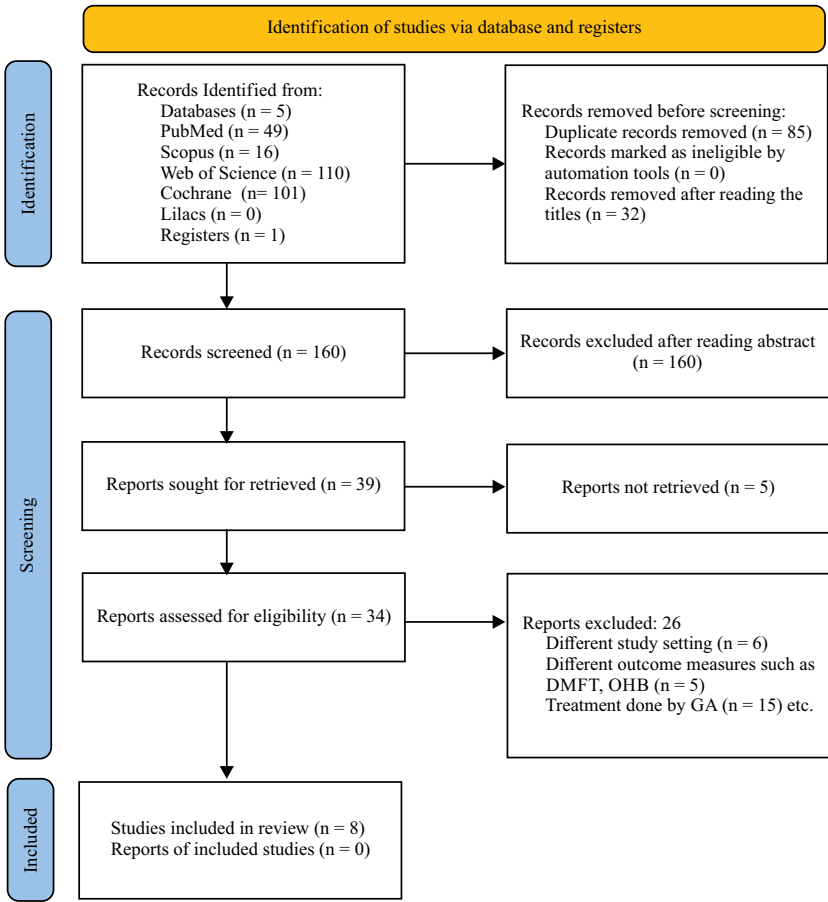 Identification of studies via database and registers
Identification
Records Identified from:
Databases (n = 5)
PubMed (n = 49)
Scopus (n = 16)
Web of Science (n = 110)
Cochrane (n= 101)
Lilacs (n = 0)
Registers (n = 1)
Records removed before screening:
Duplicate records removed (n = 85)
Records marked as ineligible by
automation tools (n = 0)
Records removed after reading the
titles (n = 32)
Screening
Records screened (n = 160)
Records excluded after reading abstract
(n = 160)
Reports sought for retrieved (n = 39)
Reports not retrieved (n = 5)
Reports assessed for eligibility (n = 34)
Reports excluded: 26
Different study setting (n = 6)
Different outcome measures such as
DMFT, OHB (n = 5)
Treatment done by GA (n = 15) etc.
Included
Studies included in review (n = 8)
Reports of included studies (n = 0)